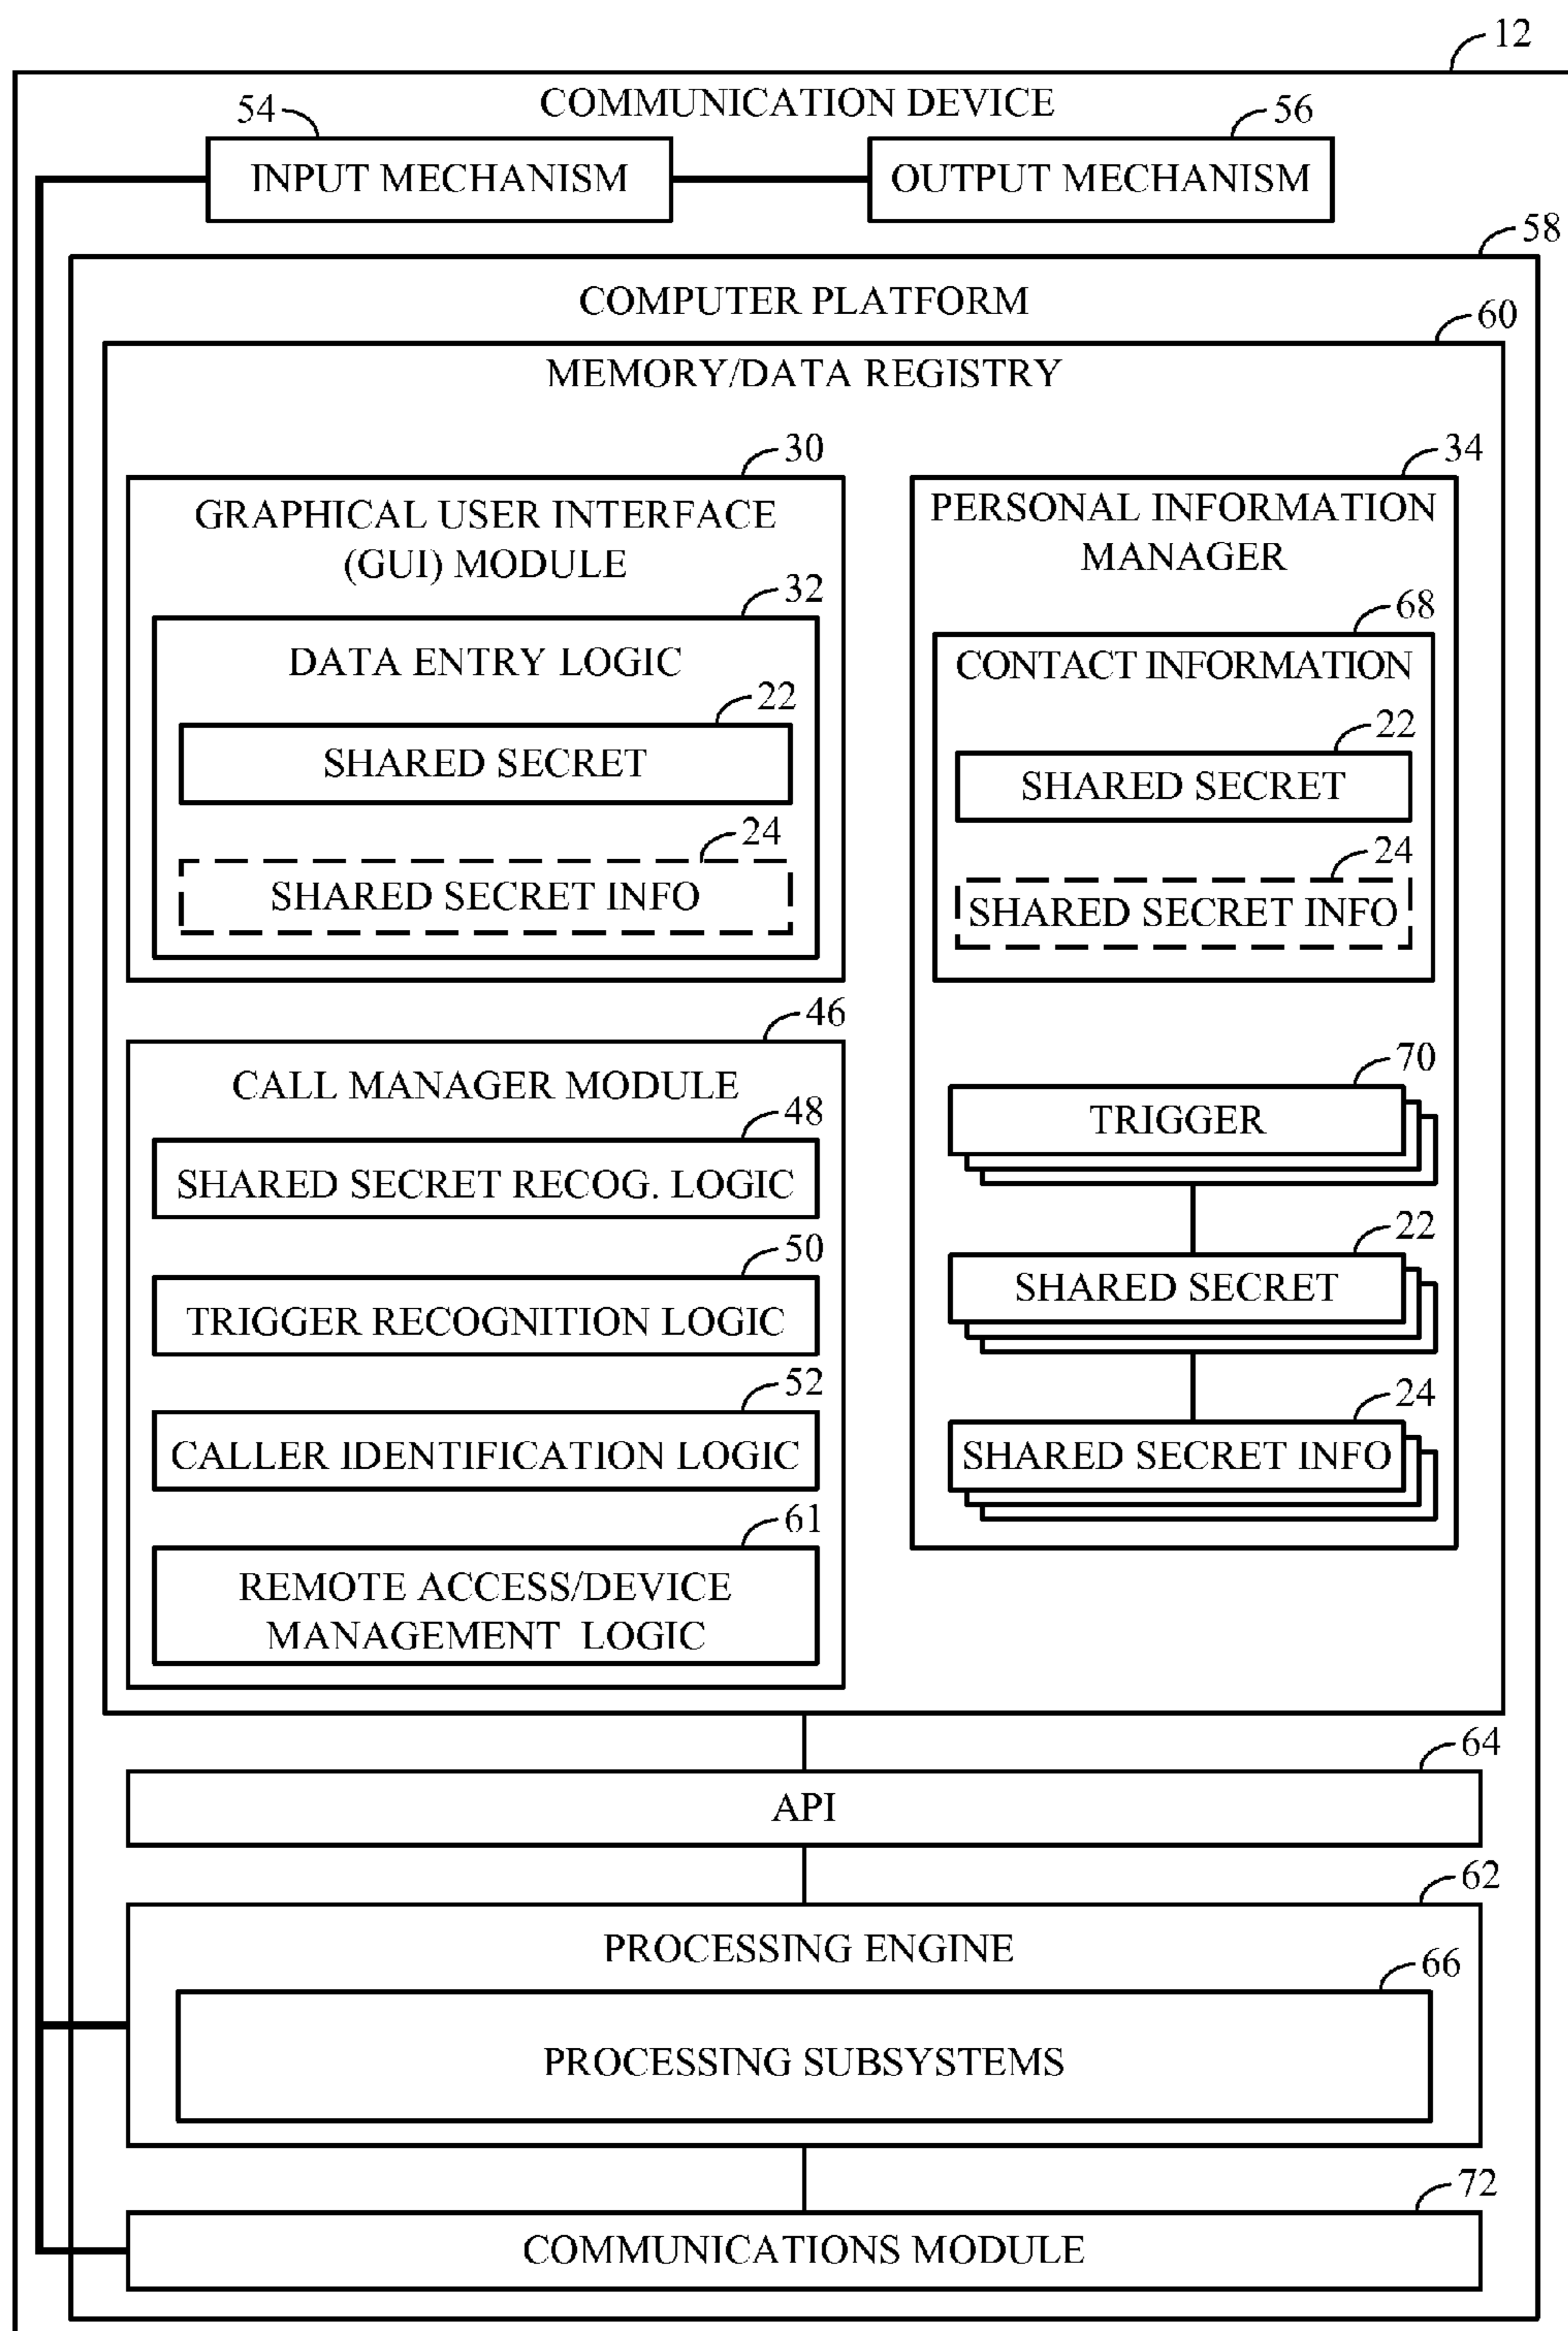 12
COMMUNICATION DEVICE
54
56
INPUT MECHANISM
OUTPUT MECHANISM
58
COMPUTER PLATFORM
60
MEMORY/DATA REGISTRY
30
GRAPHICAL USER INTERFACE
(GUI) MODULE
32
DATA ENTRY LOGIC
22
SHARED SECRET
24
SHARED SECRET INFO
34
PERSONAL INFORMATION
MANAGER
68
CONTACT INFORMATION
22
SHARED SECRET
24
SHARED SECRET INFO
46
CALL MANAGER MODULE
48
SHARED SECRET RECOG. LOGIC
50
TRIGGER RECOGNITION LOGIC
52
CALLER IDENTIFICATION LOGIC
61
REMOTE ACCESS/DEVICE
MANAGEMENT LOGIC
70
TRIGGER
22
SHARED SECRET
24
SHARED SECRET INFO
64
API
62
PROCESSING ENGINE
66
PROCESSING SUBSYSTEMS
72
COMMUNICATIONS MODULE